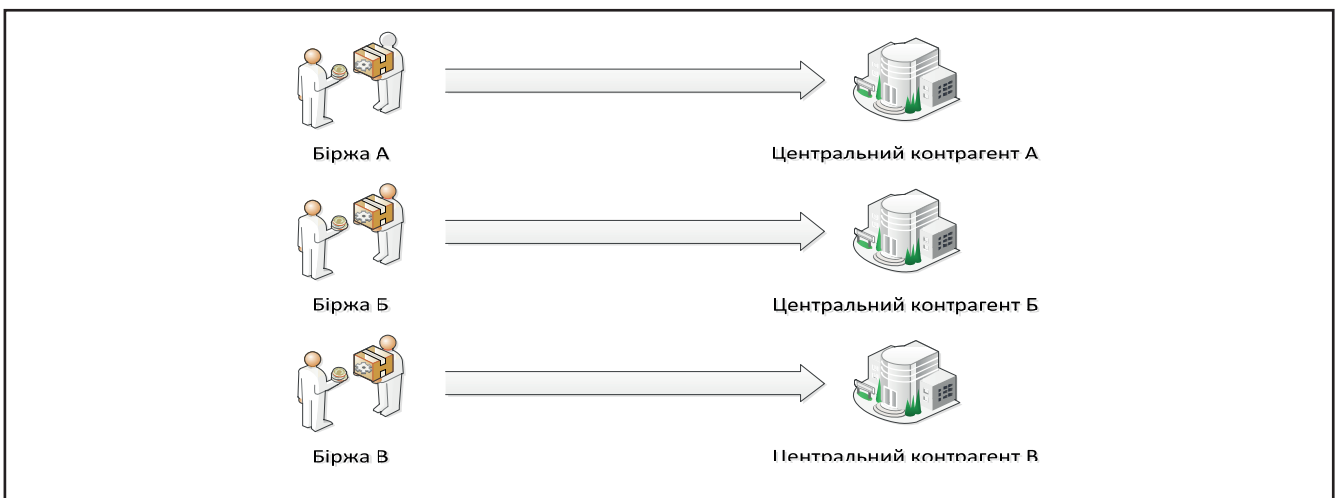 Біржа А
Центральний контрагент А
Біржа Б
Центральний контрагент Б
Біржа В
Центральний контрагент В